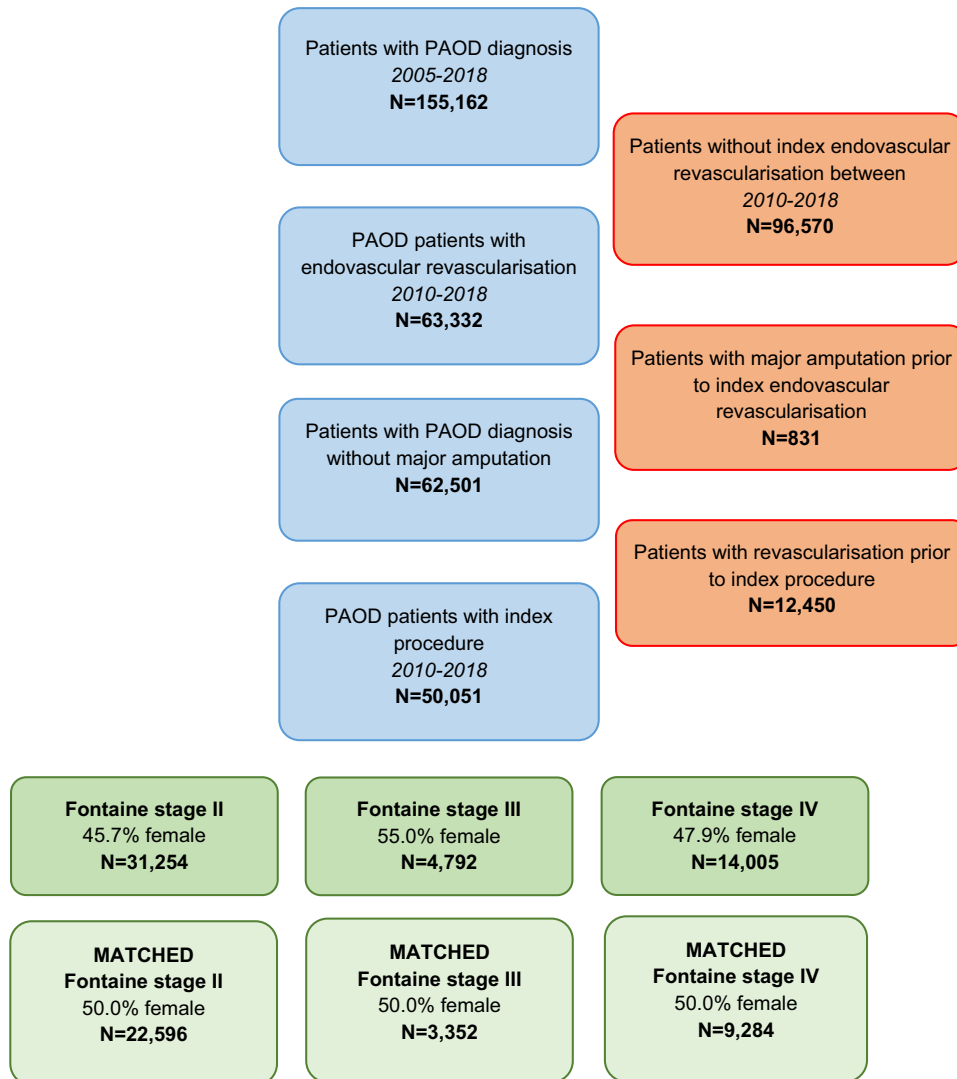 Patients with PAOD diagnosis
2005-2018
N=155,162
Patients without index endovascular
revascularisation between
2010-2018
N=96,570
PAOD patients with
endovascular revascularisation
2010-2018
N=63,332
Patients with major amputation prior
to index endovascular
revascularisation
N=831
Patients with PAOD diagnosis
without major amputation
N=62,501
Patients with revascularisation prior
to index procedure
N=12,450
PAOD patients with index
procedure
2010-2018
N=50,051
Fontaine stage II
45.7% female
N=31,254
Fontaine stage III
55.0% female
N=4,792
Fontaine stage IV
47.9% female
N=14,005
MATCHED
Fontaine stage II
50.0% female
N=22,596
MATCHED
Fontaine stage III
50.0% female
N=3,352
MATCHED
Fontaine stage IV
50.0% female
N=9,284